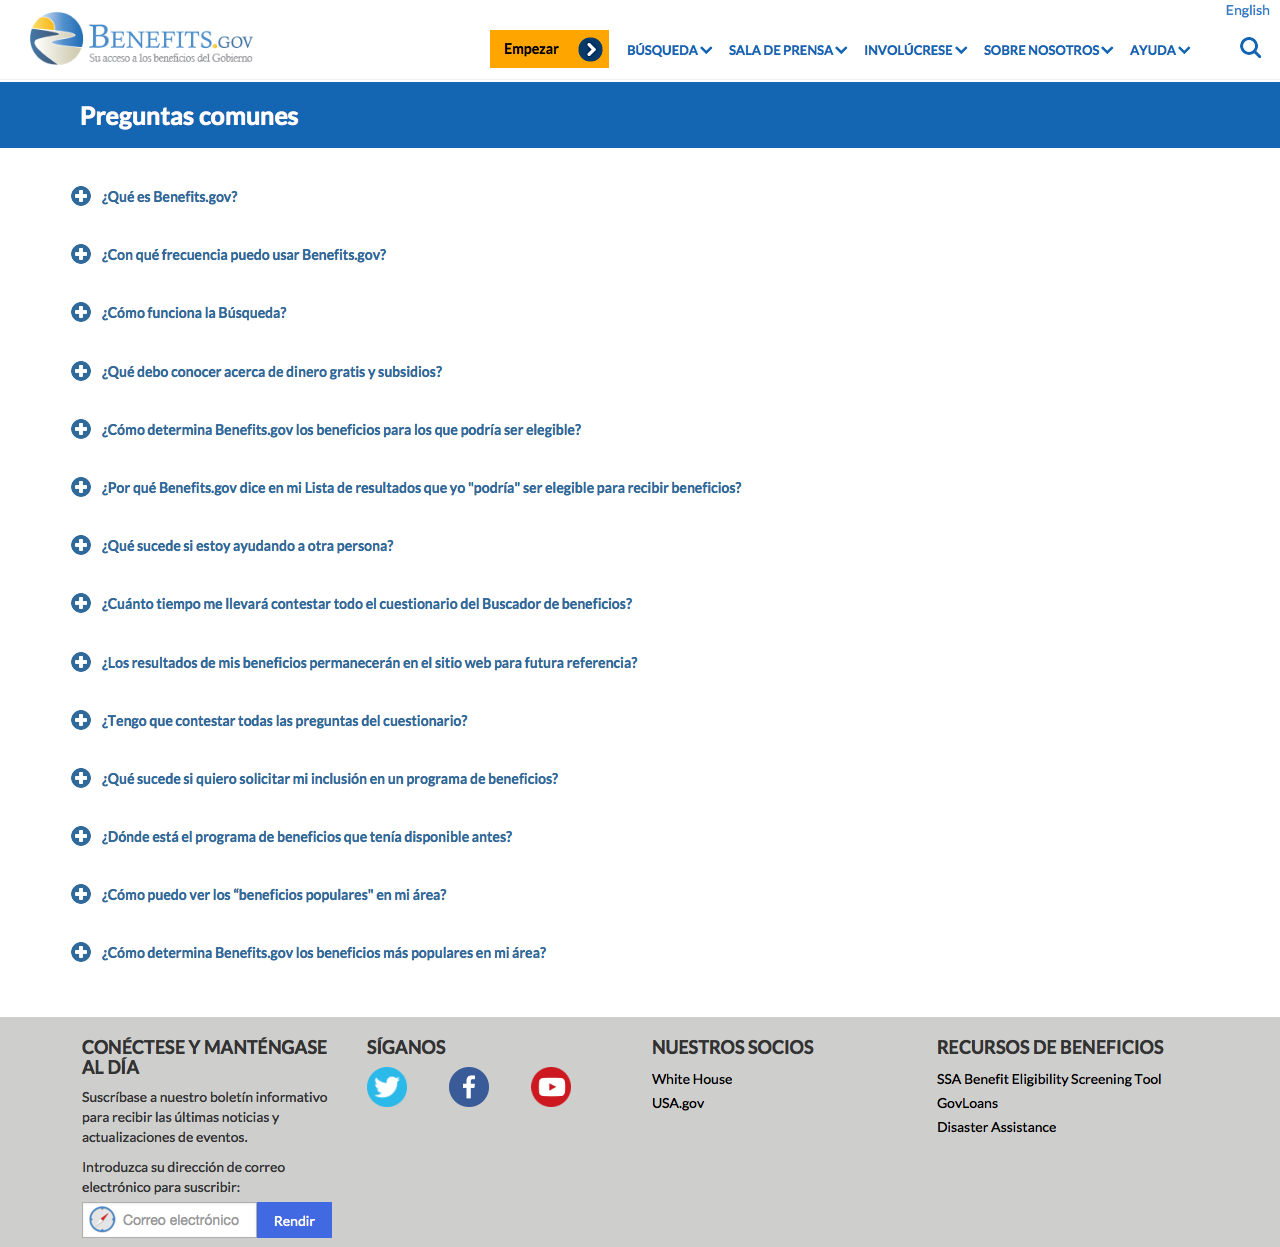 English
BENEFITS.GOV
Su acceso a los beneficios del Gobierno
Empezar
BÚSQUEDA
SALA DE PRENSA
INVOLÚCRESE
SOBRE NOSOTROS
AYUDA
Preguntas comunes
¿Qué es Benefits.gov?
¿Con qué frecuencia puedo usar Benefits.gov?
¿Cómo funciona la Búsqueda?
¿Qué debo conocer acerca de dinero gratis y subsidios?
¿Cómo determina Benefits.gov los beneficios para los que podría ser elegible?
¿Por qué Benefits.gov dice en mi Lista de resultados que yo "podría" ser elegible para recibir beneficios?
¿Qué sucede si estoy ayudando a otra persona?
¿Cuánto tiempo me llevará contestar todo el cuestionario del Buscador de beneficios?
¿Los resultados de mis beneficios permanecerán en el sitio web para futura referencia?
¿Tengo que contestar todas las preguntas del cuestionario?
¿Qué sucede si quiero solicitar mi inclusión en un programa de beneficios?
¿Dónde está el programa de beneficios que tenía disponible antes?
¿Cómo puedo ver los “beneficios populares" en mi área?
¿Cómo determina Benefits.gov los beneficios más populares en mi área?
CONÉCTESE Y MANTÉNGASE
AL DÍA
Suscríbase a nuestro boletín informativo
para recibir las últimas noticias y
actualizaciones de eventos.
Introduzca su dirección de correo
electrónico para suscribir:
Correo electrónico
Rendir
SÍGANOS
NUESTROS SOCIOS
White House
USA.gov
RECURSOS DE BENEFICIOS
SSA Benefit Eligibility Screening Tool
GovLoans
Disaster Assistance